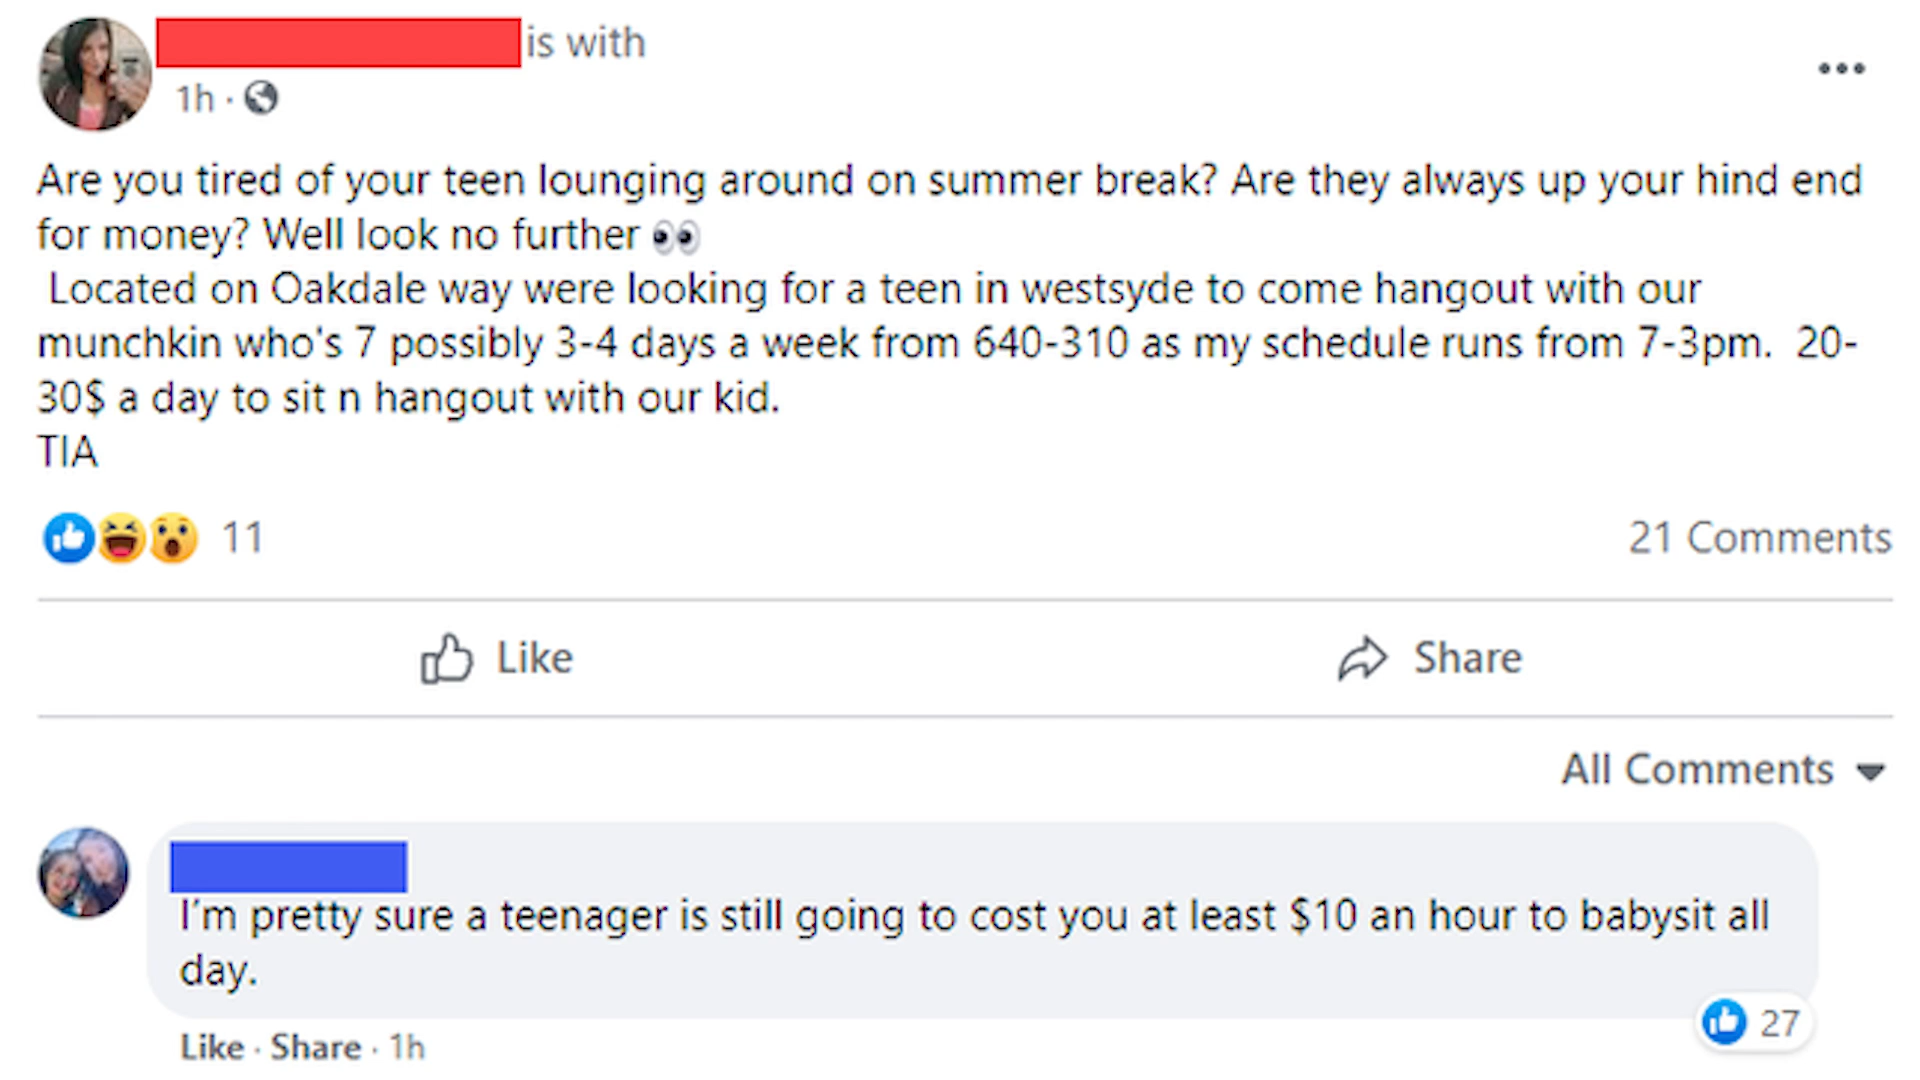 is with
1h ·
Are you tired of your teen lounging around on summer break? Are they always up your hind end
for money? Well look no further 👀
Located on Oakdale way were looking for a teen in westsyde to come hangout with our
munchkin who's 7 possibly 3-4 days a week from 640-310 as my schedule runs from 7-3pm. 20-
30$ a day to sit n hangout with our kid.
TIA
11
21 Comments
Like
Share
All Comments
I'm pretty sure a teenager is still going to cost you at least $10 an hour to babysit all
day.
27
Like · Share · 1h